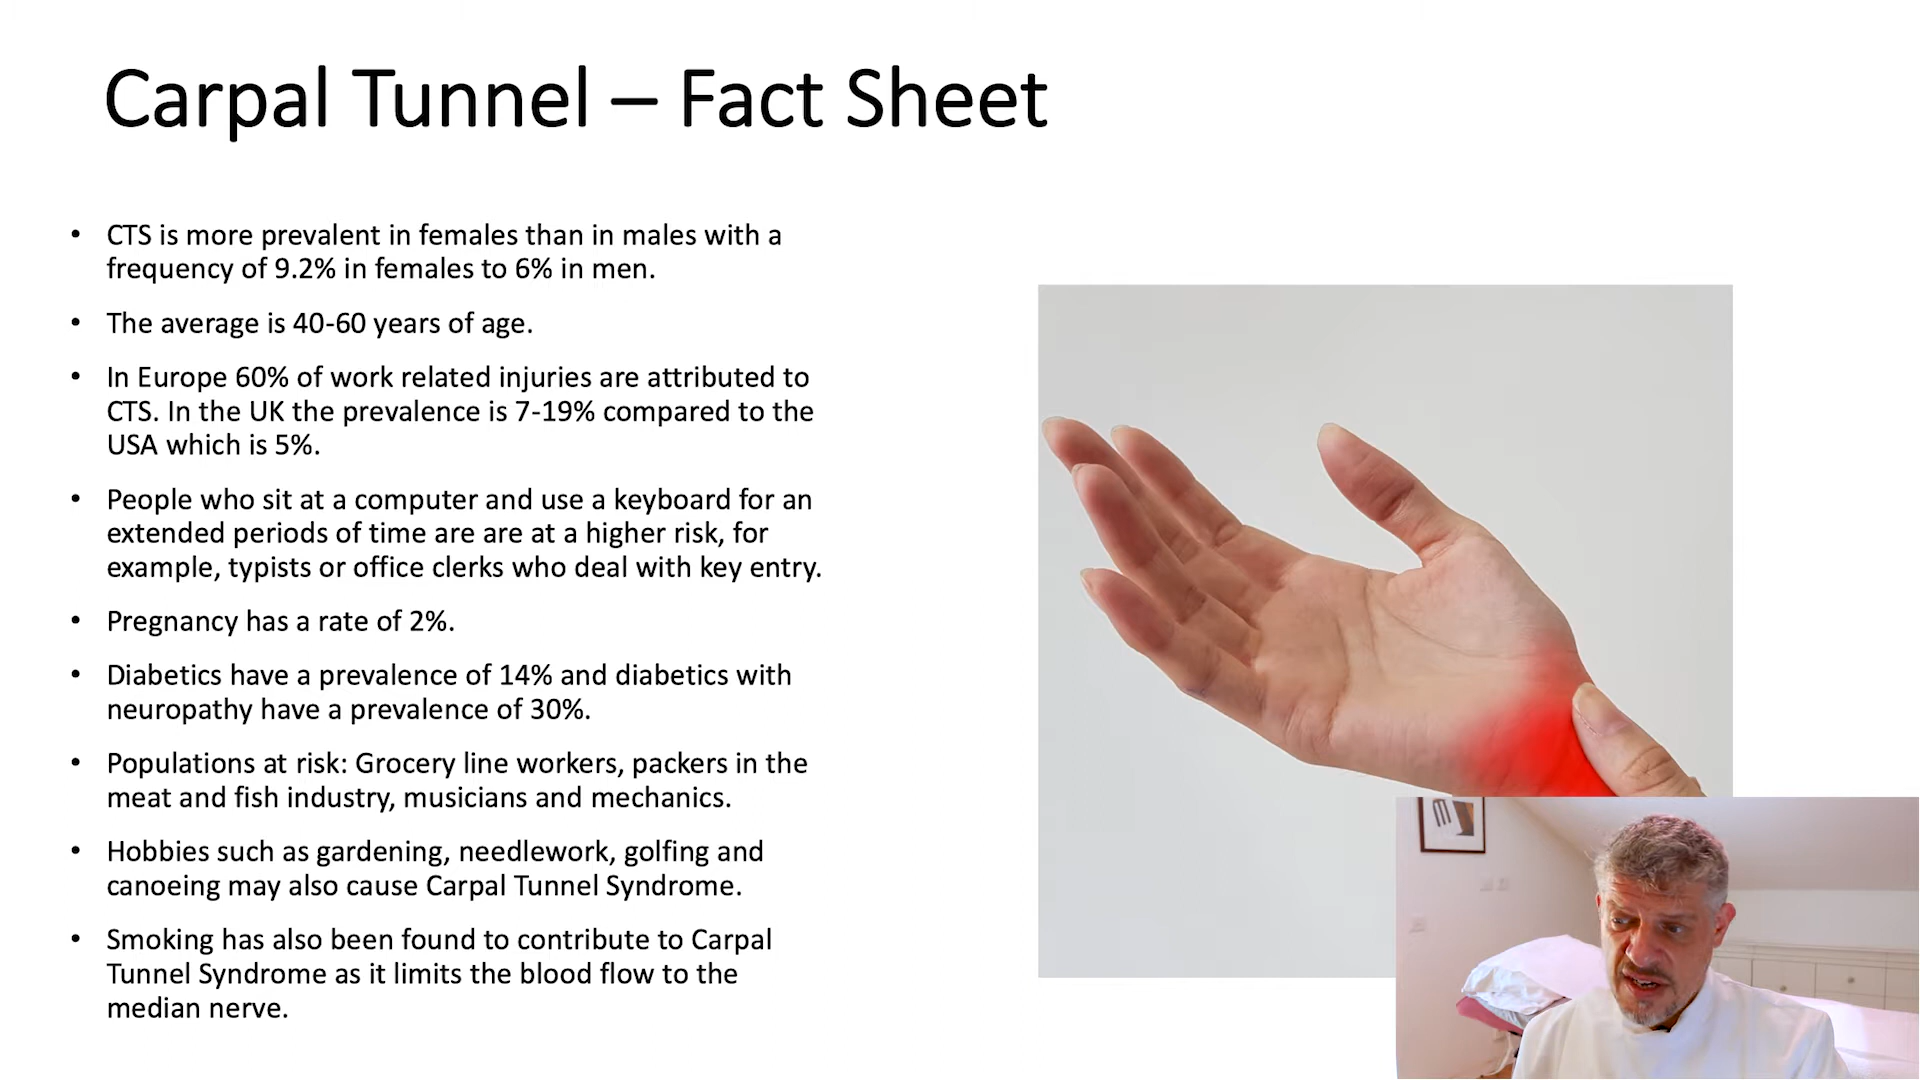 Carpal Tunnel – Fact Sheet
• CTS is more prevalent in females than in males with a
frequency of 9.2% in females to 6% in men.
• The average is 40-60 years of age.
• In Europe 60% of work related injuries are attributed to
CTS. In the UK the prevalence is 7-19% compared to the
USA which is 5%.
• People who sit at a computer and use a keyboard for an
extended periods of time are are at a higher risk, for
example, typists or office clerks who deal with key entry.
• Pregnancy has a rate of 2%.
• Diabetics have a prevalence of 14% and diabetics with
neuropathy have a prevalence of 30%.
• Populations at risk: Grocery line workers, packers in the
meat and fish industry, musicians and mechanics.
• Hobbies such as gardening, needlework, golfing and
canoeing may also cause Carpal Tunnel Syndrome.
• Smoking has also been found to contribute to Carpal
Tunnel Syndrome as it limits the blood flow to the
median nerve.